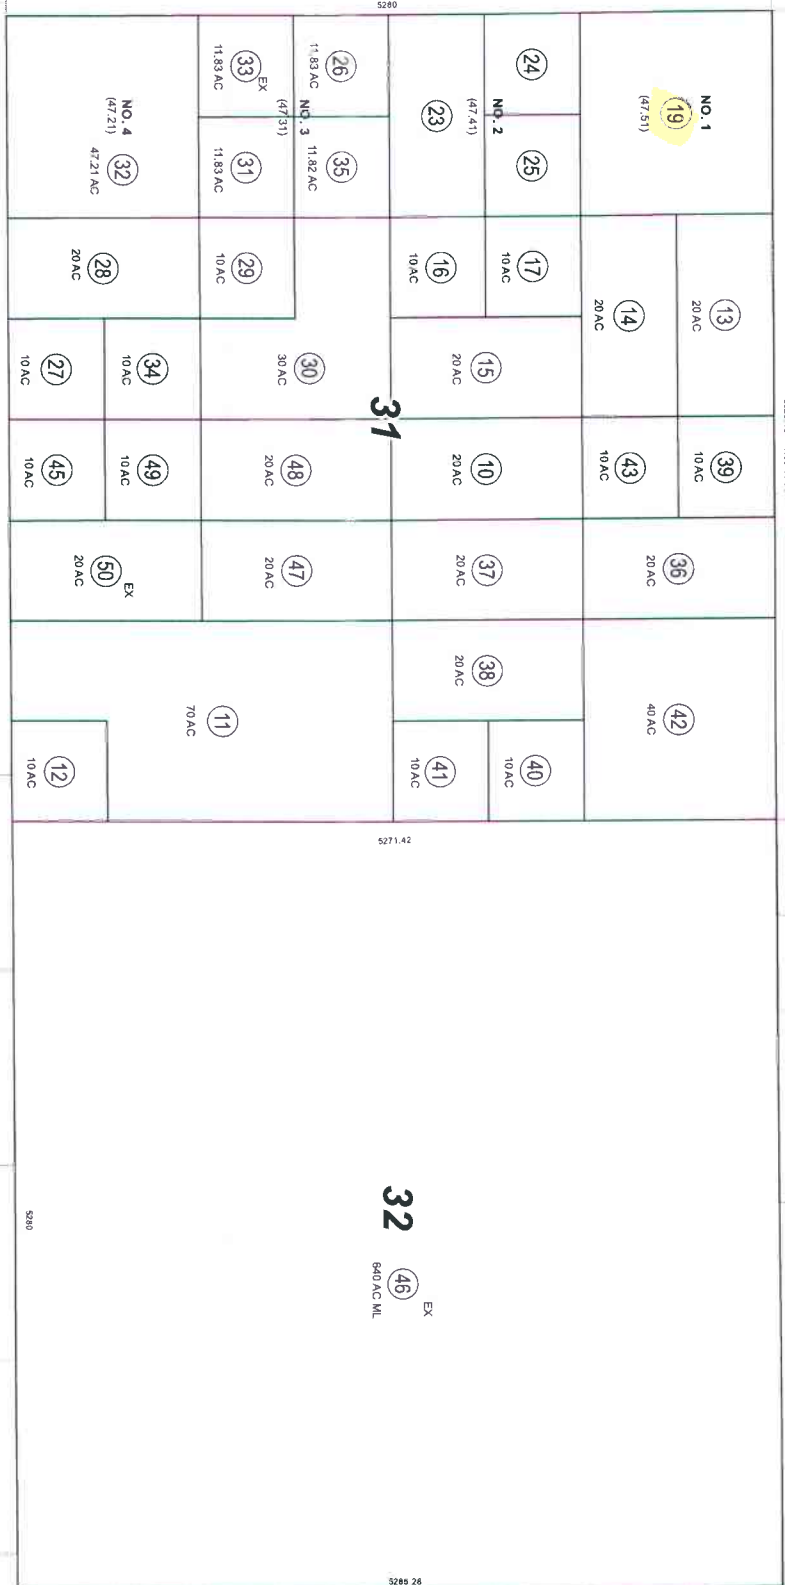 5280
NO. 1
19
(47.51)
24
NO. 2
(47.41)
25
23
26
11.83 AC
EX
33
11.83 AC
NO. 3
(47.31)
35
11.82 AC
31
11.83 AC
NO. 4
(47.21)
32
47.21 AC
13
20 AC
14
20 AC
17
10 AC
16
10 AC
15
20 AC
29
10 AC
30
30 AC
28
20 AC
34
10 AC
27
10 AC
31
39
10 AC
43
10 AC
10
20 AC
48
20 AC
49
10 AC
45
10 AC
36
20 AC
37
20 AC
47
20 AC
EX
50
20 AC
42
40 AC
38
20 AC
40
10 AC
41
10 AC
11
70 AC
12
10 AC
5271.42
32
EX
46
640 AC ML
5280
5285.26